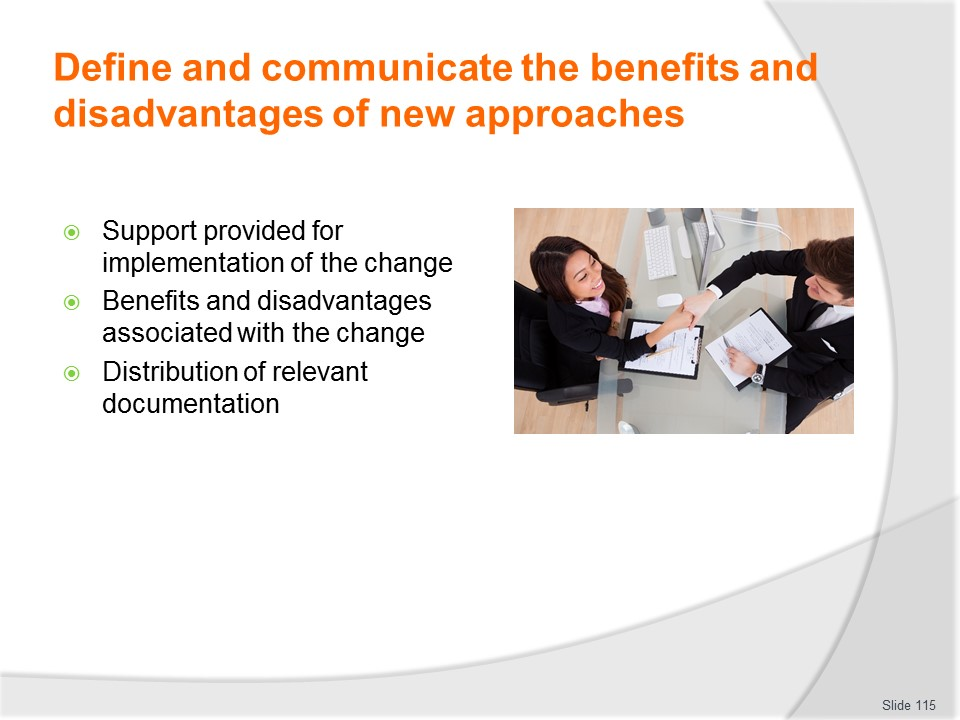 Define and communicate the benefits and
disadvantages of new approaches
Support provided for
implementation of the change
Benefits and disadvantages
associated with the change
Distribution of relevant
documentation
Slide 115